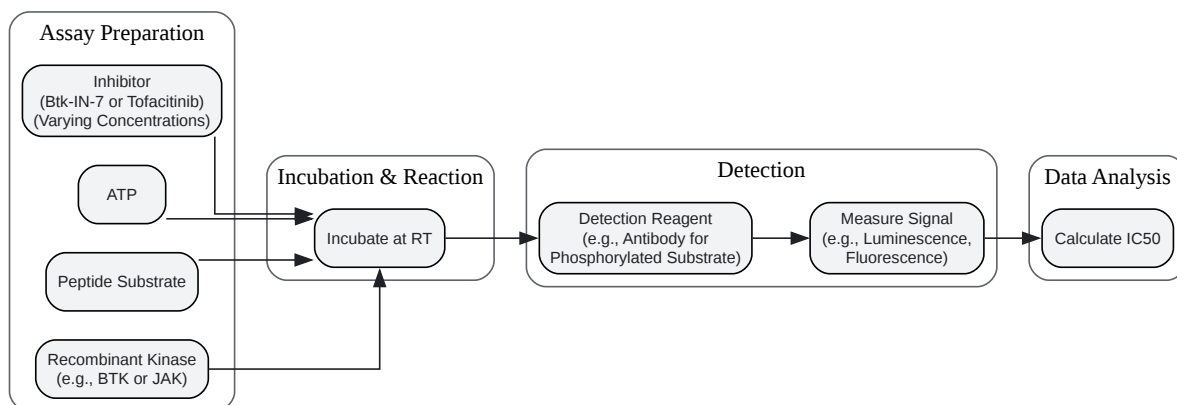 Assay Preparation
Inhibitor
(Btk-IN-7 or Tofacitinib)
(Varying Concentrations)
ATP
Peptide Substrate
Recombinant Kinase
(e.g., BTK or JAK)
Incubation & Reaction
Incubate at RT
Detection
Detection Reagent
(e.g., Antibody for
Phosphorylated Substrate)
Measure Signal
(e.g., Luminescence,
Fluorescence)
Data Analysis
Calculate IC50